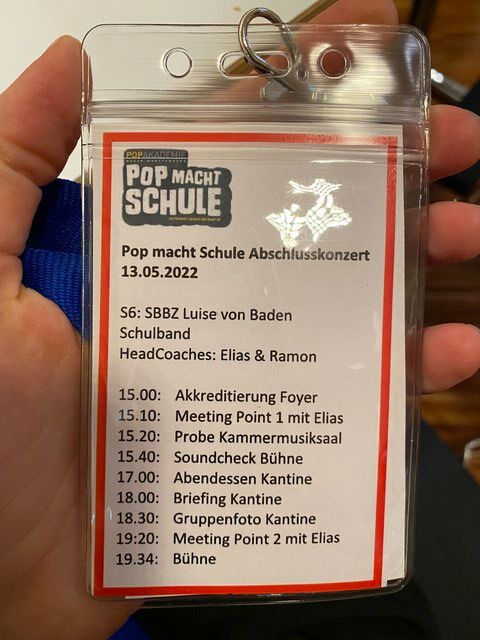 POPAKADEMIE
BADEN-WÜRTTEMBERG
POP MACHT
SCHULE
Pop macht Schule Abschlusskonzert
13.05.2022
S6: SBBZ Luise von Baden
Schulband
HeadCoaches: Elias & Ramon
15.00: Akkreditierung Foyer
15.10: Meeting Point 1 mit Elias
15.20: Probe Kammermusiksaal
15.40: Soundcheck Bühne
17.00: Abendessen Kantine
18.00: Briefing Kantine
18.30: Gruppenfoto Kantine
19:20: Meeting Point 2 mit Elias
19.34: Bühne